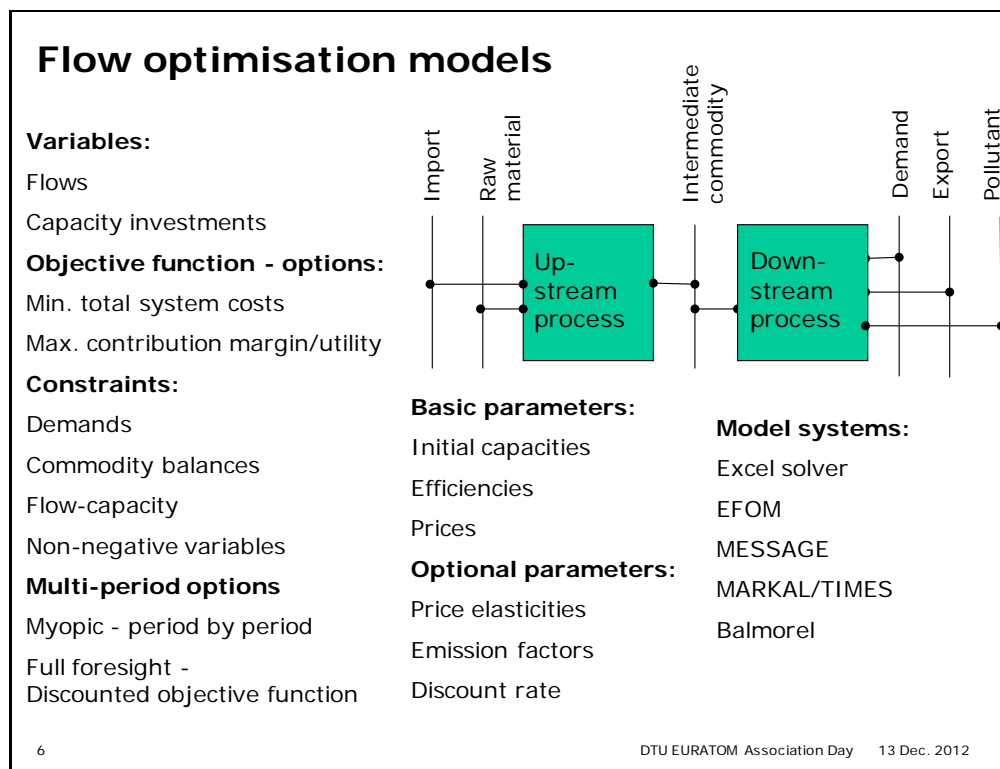 Flow optimisation models
Variables:
Flows
Capacity investments
Objective function - options:
Min. total system costs
Max. contribution margin/utility
Constraints:
Demands
Commodity balances
Flow-capacity
Non-negative variables
Multi-period options
Myopic - period by period
Full foresight -
Discounted objective function
Import
Raw
material
Intermediate
commodity
Demand
Export
Pollutant
Up-
stream
process
Down-
stream
process
Basic parameters:
Initial capacities
Efficiencies
Prices
Optional parameters:
Price elasticities
Emission factors
Discount rate
Model systems:
Excel solver
EFOM
MESSAGE
MARKAL/TIMES
Balmorel
6
DTU EURATOM Association Day 13 Dec. 2012